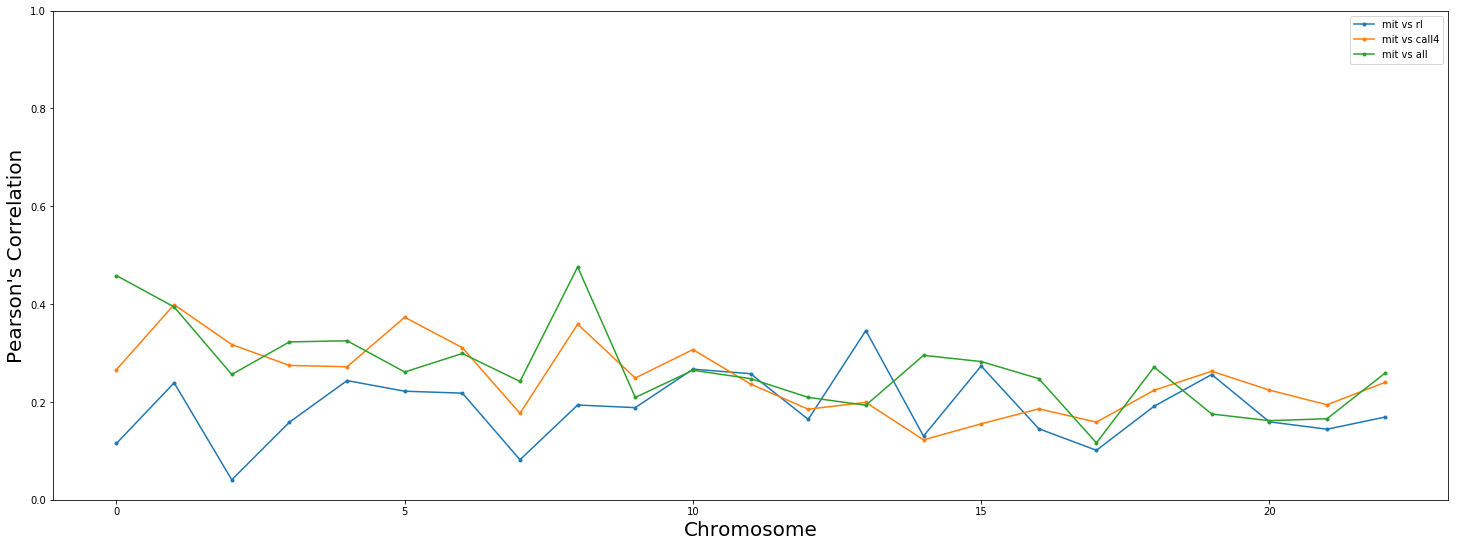 1.0
0.8
0.6
0.4
0.2
0.0
Pearson's Correlation
mit vs rl
mit vs call4
mit vs all
0 5 10 15 20
Chromosome